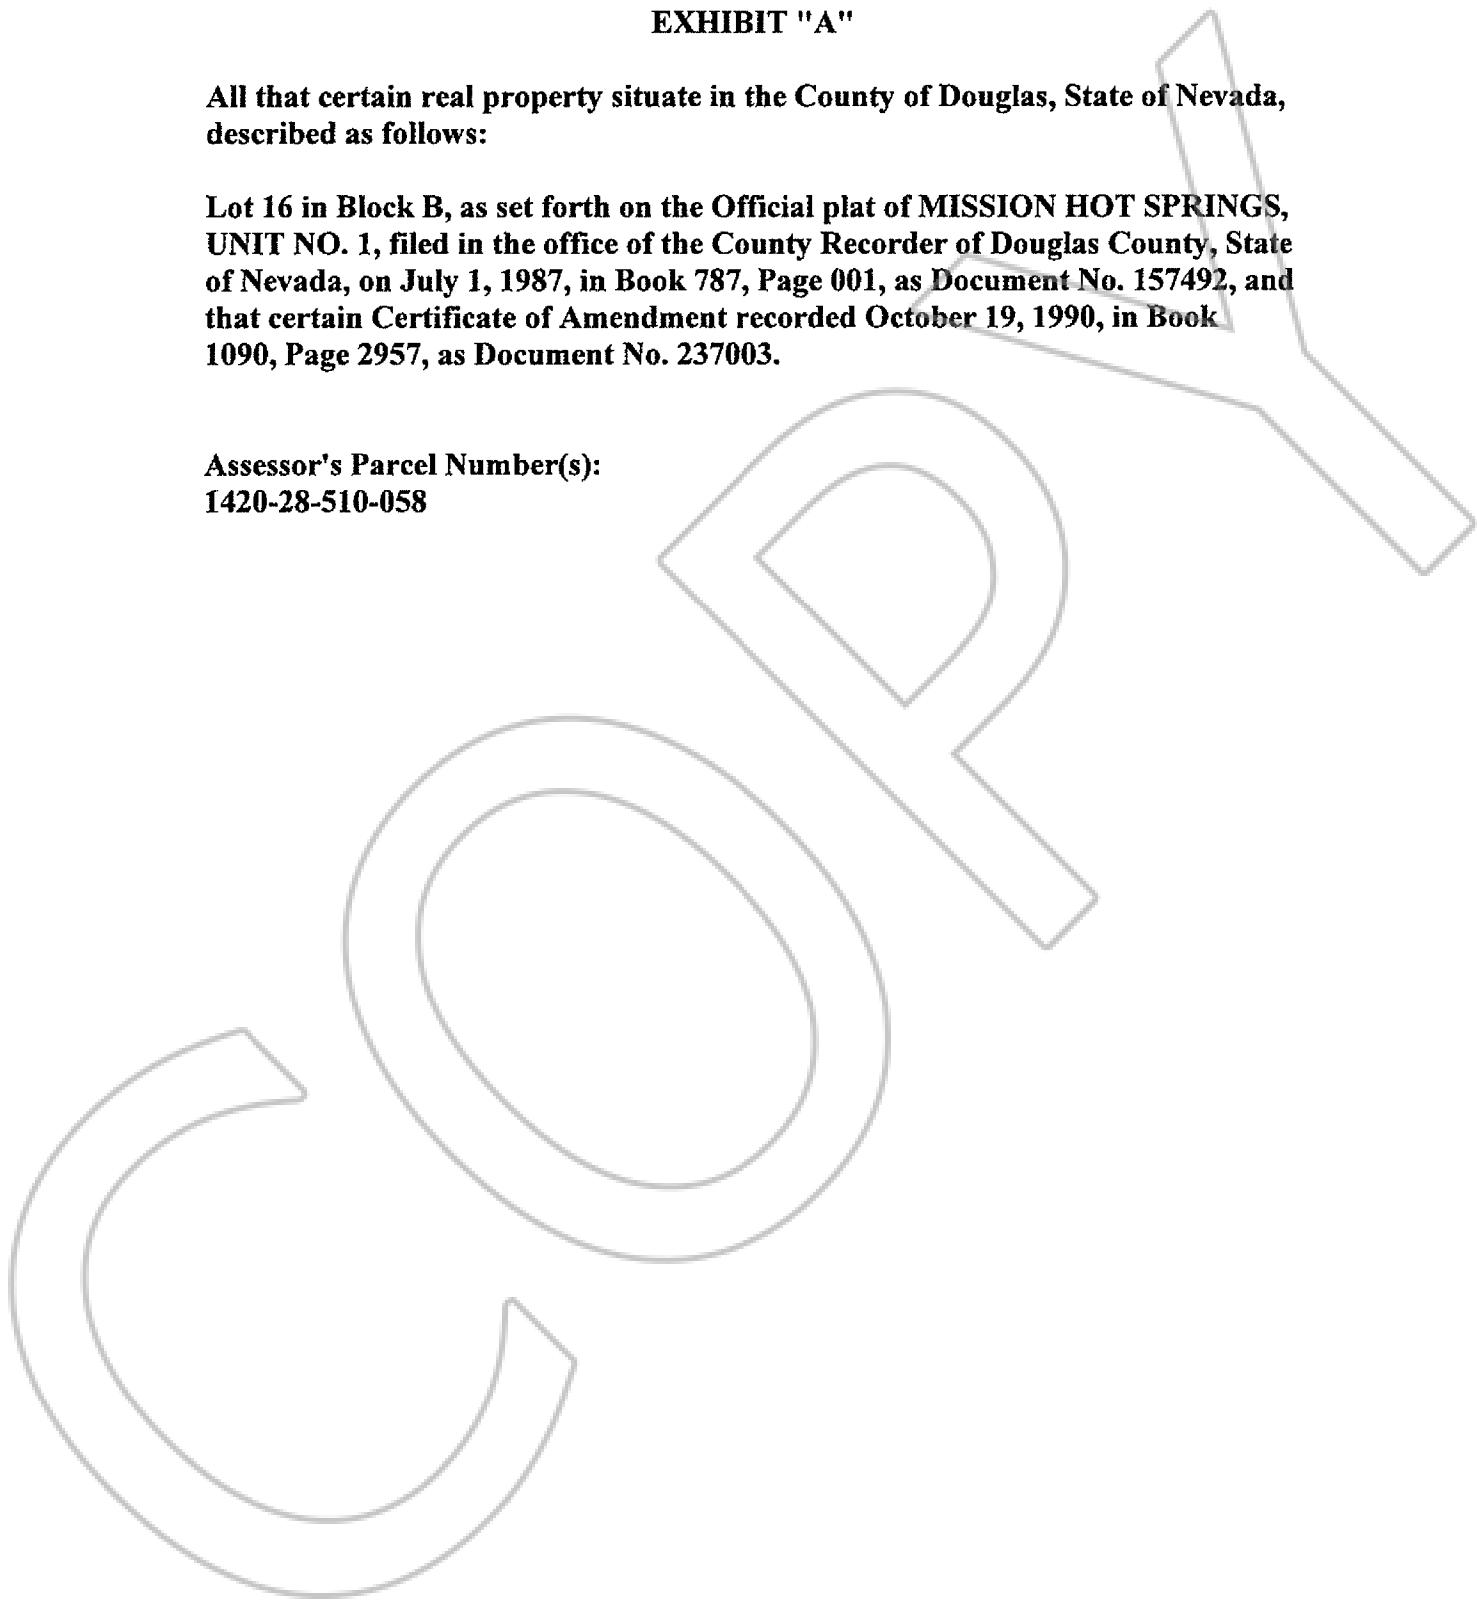 EXHIBIT "A"
All that certain real property situate in the County of Douglas, State of Nevada,
described as follows:
Lot 16 in Block B, as set forth on the Official plat of MISSION HOT SPRINGS,
UNIT NO. 1, filed in the office of the County Recorder of Douglas County, State
of Nevada, on July 1, 1987, in Book 787, Page 001, as Document No. 157492, and
that certain Certificate of Amendment recorded October 19, 1990, in Book
1090, Page 2957, as Document No. 237003.
Assessor's Parcel Number(s):
1420-28-510-058
COPY